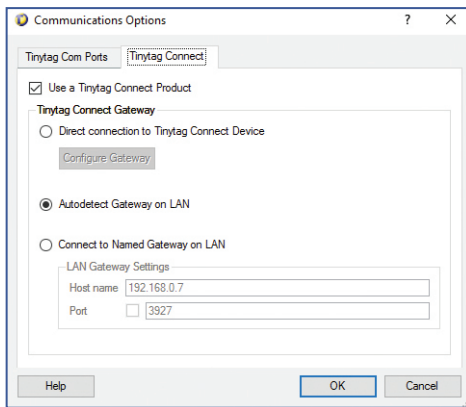 Communications Options
Tinytag Com Ports Tinytag Connect
Use a Tinytag Connect Product
Tinytag Connect Gateway
Direct connection to Tinytag Connect Device
Configure Gateway
Autodetect Gateway on LAN
Connect to Named Gateway on LAN
LAN Gateway Settings
Host name 192.168.0.7
Port 3927
Help OK Cancel